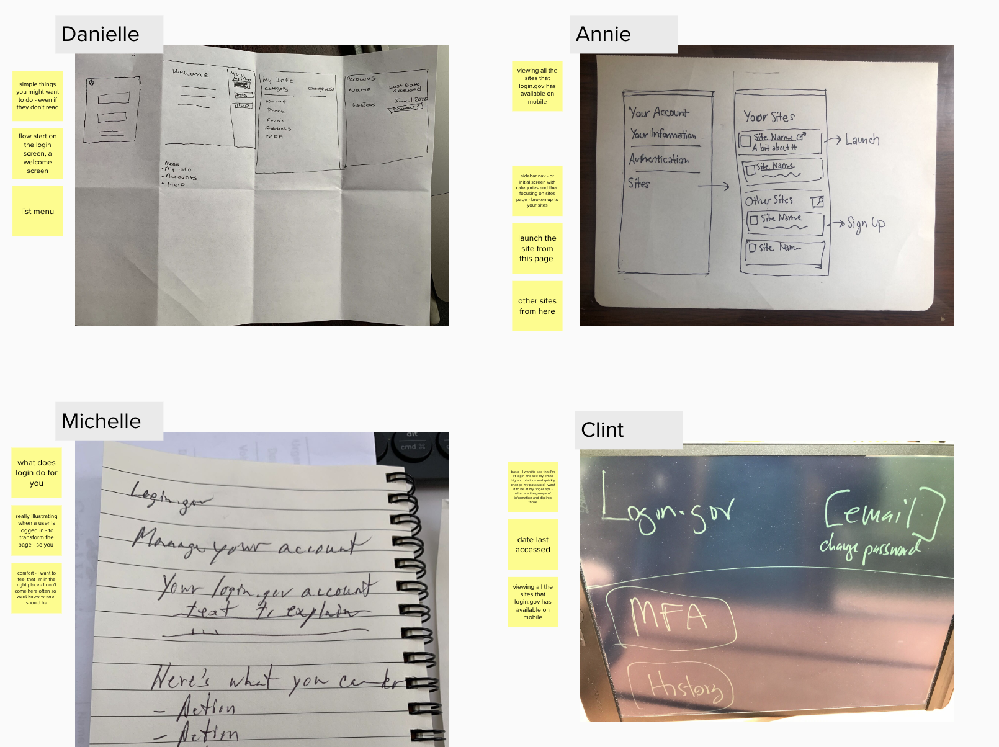 Danielle
simple things
you might want
to do - even if
they don't read
flow start on
the login
screen, a
welcome
screen
list menu
Welcome
Menu
My info
Accts
Help
Menu.
• My info
• Accounts
• Help
My Info
Category
Change/edit
Name
Phone
Email
Address
MFA
Accounts
Name
Last Date
accessed
USAJobs
June 9 2020
Disconnect?
Annie
viewing all the
sites that
login.gov has
available on
mobile
sidebar nav - or
initial screen with
categories and then
focusing on sites
page - broken up to
your sites
launch the
site from
this page
other sites
from here
Your Account
Your Information
Authentication
Sites
Your Sites
Site Name
A bit about it
Launch
Site Name
Other Sites
Site Name
Sign Up
Site Name
Michelle
what does
login do for
you
really illustrating
when a user is
logged in - to
transform the
page - so you
comfort - I want to
feel that I'm in the
right place - I don't
come here often so I
want know where I
should be
alt
cmd ⌘
Login.gov
Manage your account
Your login.gov account
text to explain
...
Here's what you can
- Action
- Action
Clint
basic - I want to see that I'm
at login and see my email
big and obvious and quickly
change my password - want
it to be at my finger tips -
what are the groups of
information and dig into
those
date last
accessed
viewing all the
sites that
login.gov has
available on
mobile
Login.gov
[email]
change password
MFA
History